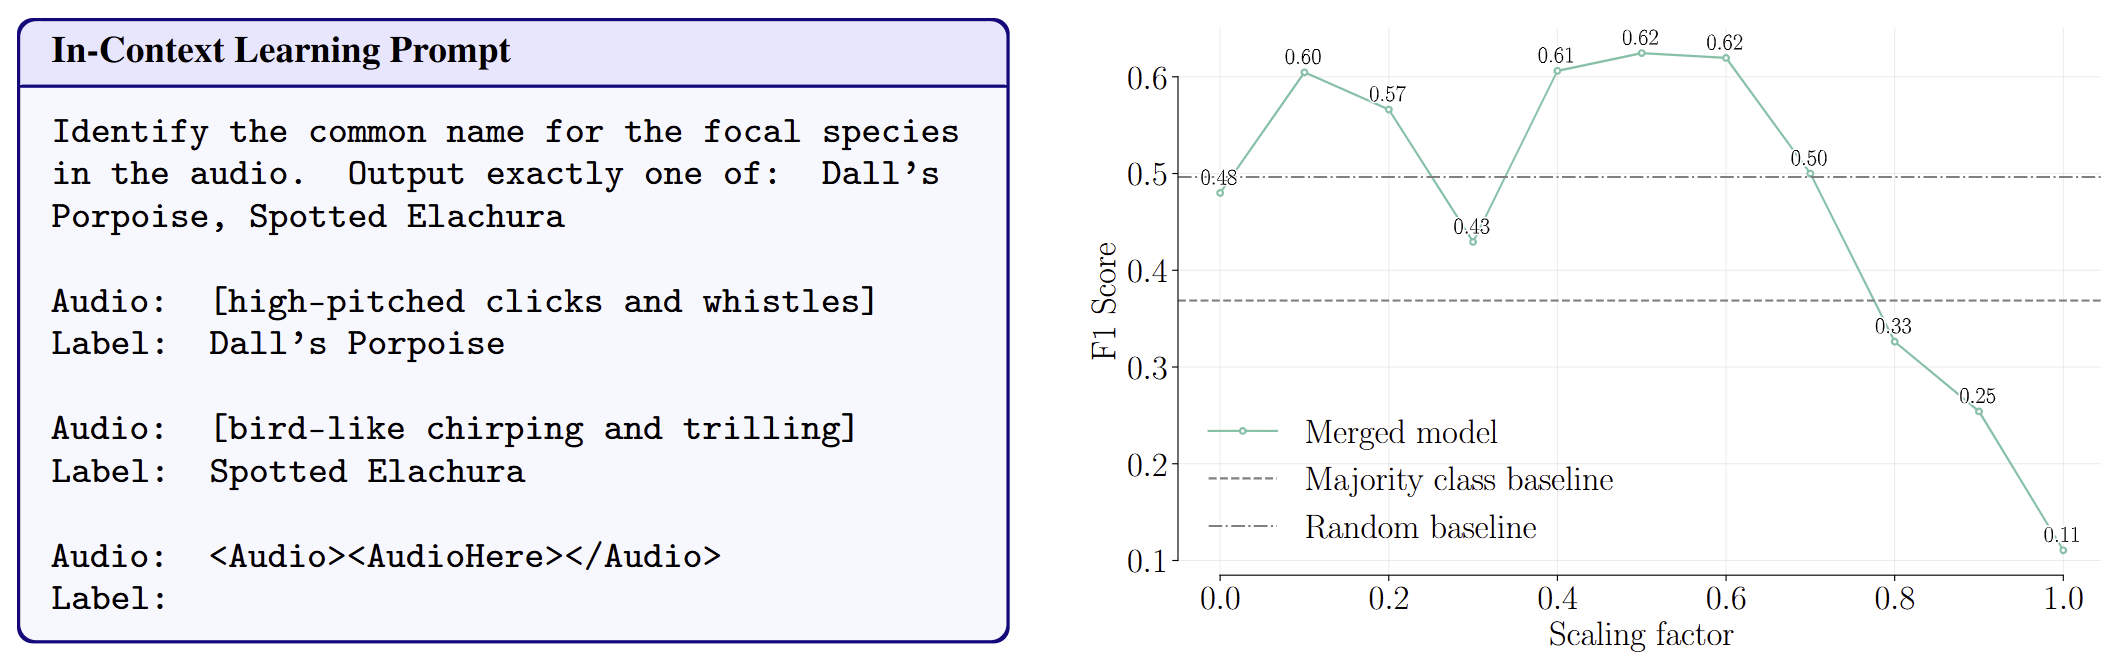 In-Context Learning Prompt
Identify the common name for the focal species
in the audio. Output exactly one of: Dall's
Porpoise, Spotted Elachura
Audio: [high-pitched clicks and whistles]
Label: Dall's Porpoise
Audio: [bird-like chirping and trilling]
Label: Spotted Elachura
Audio: <Audio><AudioHere></Audio>
Label:
F1 Score
0.6
0.5
0.4
0.3
0.2
0.1
0.48
0.60
0.57
0.43
0.61
0.62
0.62
0.50
0.33
0.25
0.11
Merged model
Majority class baseline
Random baseline
0.0 0.2 0.4 0.6 0.8 1.0
Scaling factor